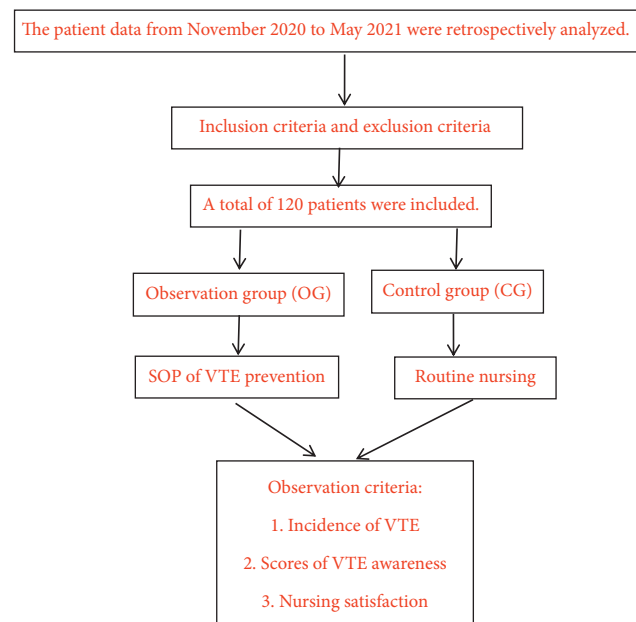 The patient data from November 2020 to May 2021 were retrospectively analyzed.
Inclusion criteria and exclusion criteria
A total of 120 patients were included.
Observation group (OG)
Control group (CG)
SOP of VTE prevention
Routine nursing
Observation criteria:
1. Incidence of VTE
2. Scores of VTE awareness
3. Nursing satisfaction